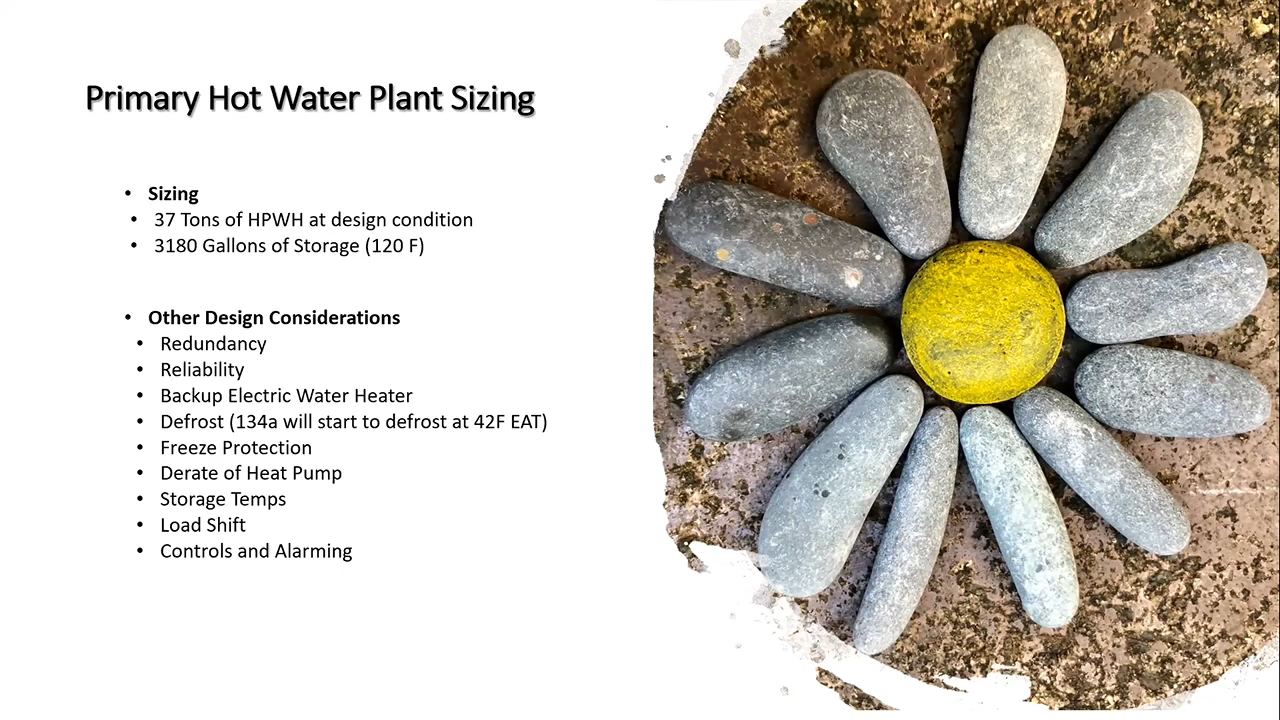 Primary Hot Water Plant Sizing
• Sizing
• 37 Tons of HPWH at design condition
• 3180 Gallons of Storage (120 F)
• Other Design Considerations
• Redundancy
• Reliability
• Backup Electric Water Heater
• Defrost (134a will start to defrost at 42F EAT)
• Freeze Protection
• Derate of Heat Pump
• Storage Temps
• Load Shift
• Controls and Alarming